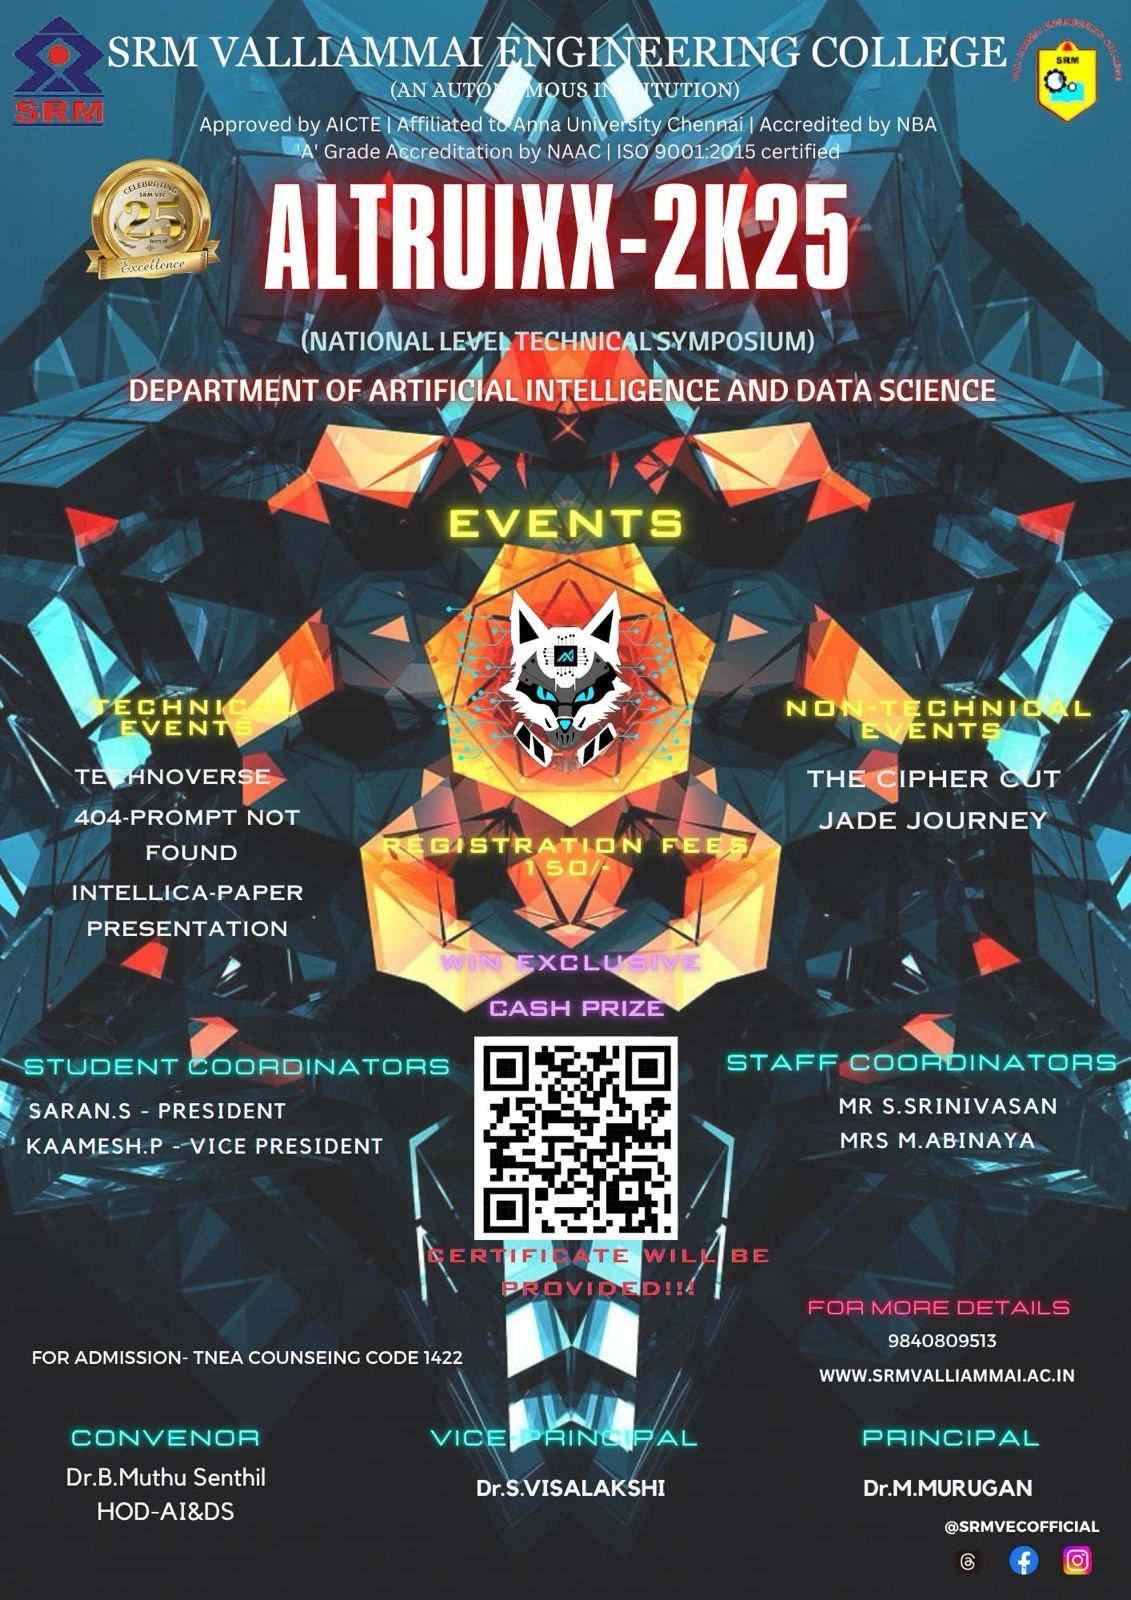 SRM VALLIAMMAI ENGINEERING COLLEGE
(AN AUTONOMOUS INSTITUTION)
Approved by AICTE | Affiliated to Anna University Chennai | Accredited by NBA
'A' Grade Accreditation by NAAC | ISO 9001:2015 certified
SRM
SRM
CELEBRATING
SRM VEC
25
Years of
Excellence
ALTRUIXX-2K25
(NATIONAL LEVEL TECHNICAL SYMPOSIUM)
DEPARTMENT OF ARTIFICIAL INTELLIGENCE AND DATA SCIENCE
EVENTS
TECHNICAL
EVENTS
TECHNOVERSE
404-PROMPT NOT
FOUND
INTELLICA-PAPER
PRESENTATION
NON-TECHNICAL
EVENTS
THE CIPHER CUT
JADE JOURNEY
REGISTRATION FEES
150/-
WIN EXCLUSIVE
CASH PRIZE
STUDENT COORDINATORS
SARAN.S - PRESIDENT
KAAMESH.P - VICE PRESIDENT
STAFF COORDINATORS
MR S.SRINIVASAN
MRS M.ABINAYA
CERTIFICATE WILL BE
PROVIDED!!!
FOR MORE DETAILS
9840809513
WWW.SRMVALLIAMMAI.AC.IN
FOR ADMISSION- TNEA COUNSEING CODE 1422
CONVENOR
Dr.B.Muthu Senthil
HOD-AI&DS
VICE-PRINCIPAL
Dr.S.VISALAKSHI
PRINCIPAL
Dr.M.MURUGAN
@SRMVECOFFICIAL